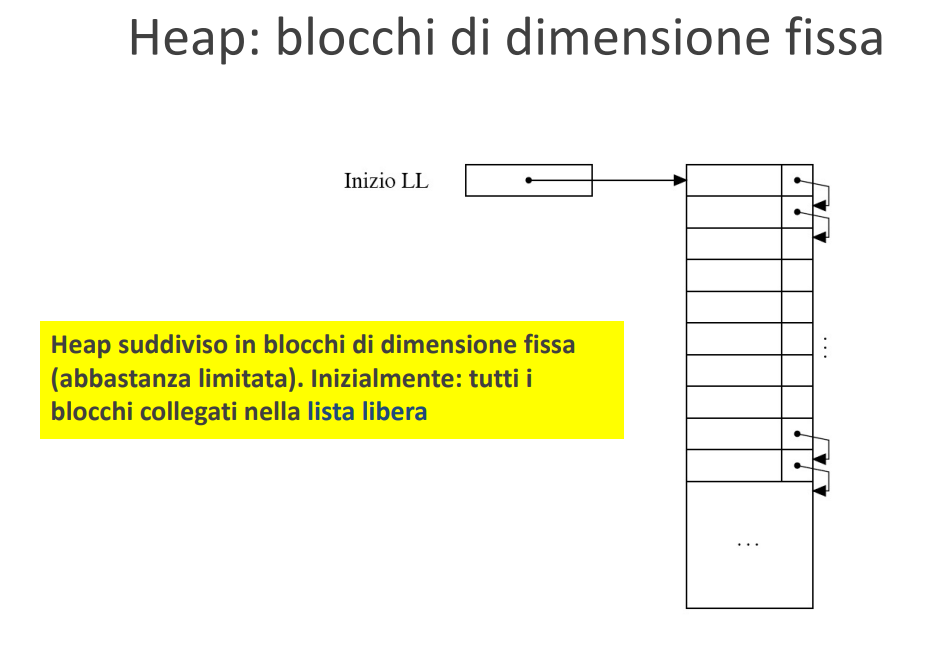 Heap: blocchi di dimensione fissa
Inizio LL
Heap suddiviso in blocchi di dimensione fissa
(abbastanza limitata). Inizialmente: tutti i
blocchi collegati nella lista libera
...
...